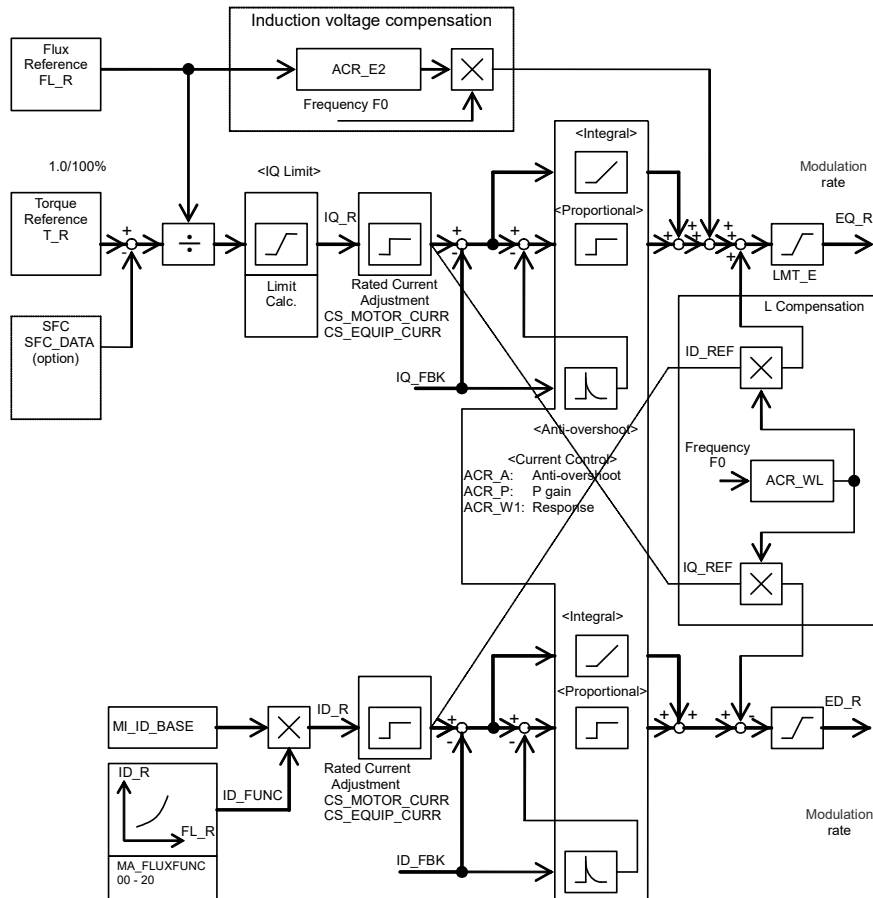 Induction voltage compensation
Flux
Reference
FL_R
ACR_E2
Frequency F0
<Integral>
1.0/100%
<IQ Limit>
Modulation
rate
Torque
Reference
T_R
IQ_R
<Proportional>
EQ_R
+
-
÷
+
-
+
-
+
+
+
+
+
+
+
Limit
Calc.
Rated Current
Adjustment
CS_MOTOR_CURR
CS_EQUIP_CURR
LMT_E
L Compensation
SFC
SFC_DATA
(option)
ID_REF
IQ_FBK
<Anti-overshoot>
<Current Control>
ACR_A: Anti-overshoot
ACR_P: P gain
ACR_W1: Response
Frequency
F0
ACR_WL
IQ_REF
<Integral>
<Proportional>
MI_ID_BASE
ID_R
+
-
+
-
+
+
+
-
ED_R
ID_R
ID_FUNC
FL_R
Rated Current
Adjustment
CS_MOTOR_CURR
CS_EQUIP_CURR
Modulation
rate
ID_FBK
MA_FLUXFUNC
00 - 20